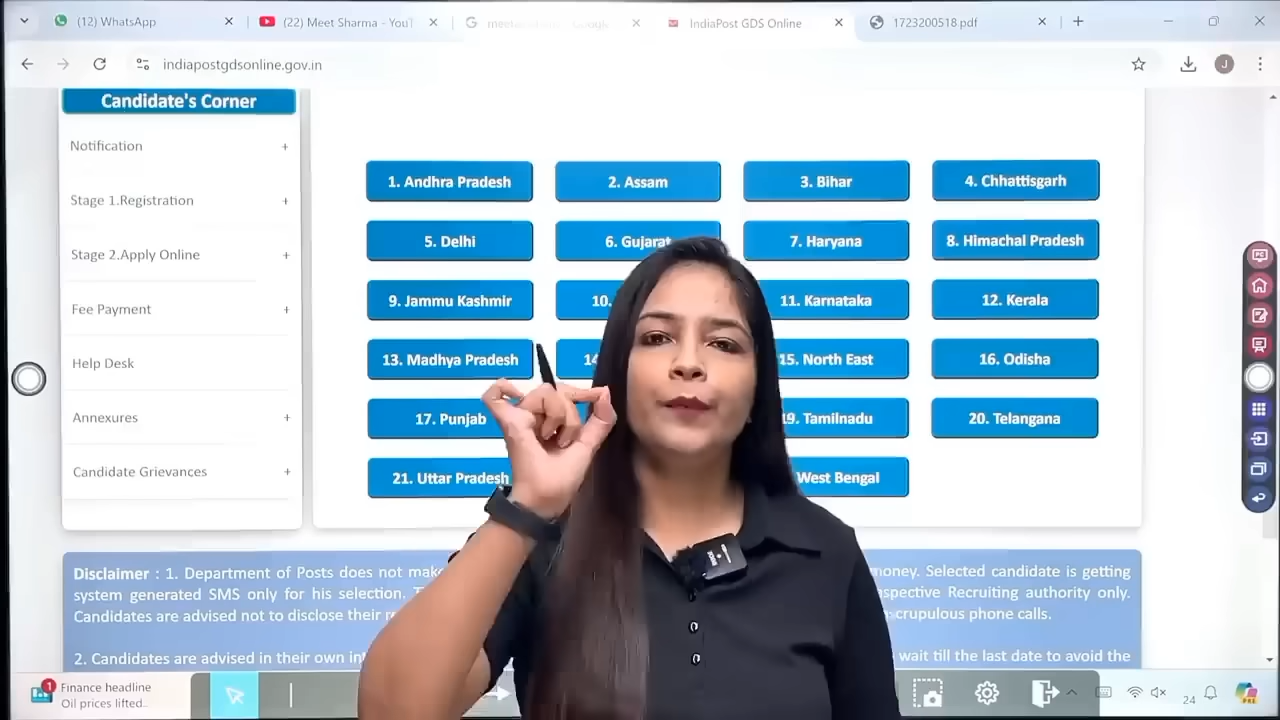 (12) WhatsApp
(22) Meet Sharma - YouT
IndiaPost GDS Online
1723200518.pdf
indiapostgdsonline.gov.in
J
Candidate's Corner
Notification +
Stage 1.Registration +
Stage 2.Apply Online +
Fee Payment +
Help Desk
Annexures +
Candidate Grievances +
1. Andhra Pradesh
2. Assam
3. Bihar
4. Chhattisgarh
5. Delhi
6. Gujarat
7. Haryana
8. Himachal Pradesh
9. Jammu Kashmir
10.
11. Karnataka
12. Kerala
13. Madhya Pradesh
14
15. North East
16. Odisha
17. Punjab
19. Tamilnadu
20. Telangana
21. Uttar Pradesh
West Bengal
Disclaimer : 1. Department of Posts does not money. Selected candidate is getting
system generated SMS only for his selection. Recruiting authority only.
Candidates are advised not to disclose their phone calls.
2. Candidates are advised in their own wait till the last date to avoid the
1
Finance headline
Oil prices lifted..
24